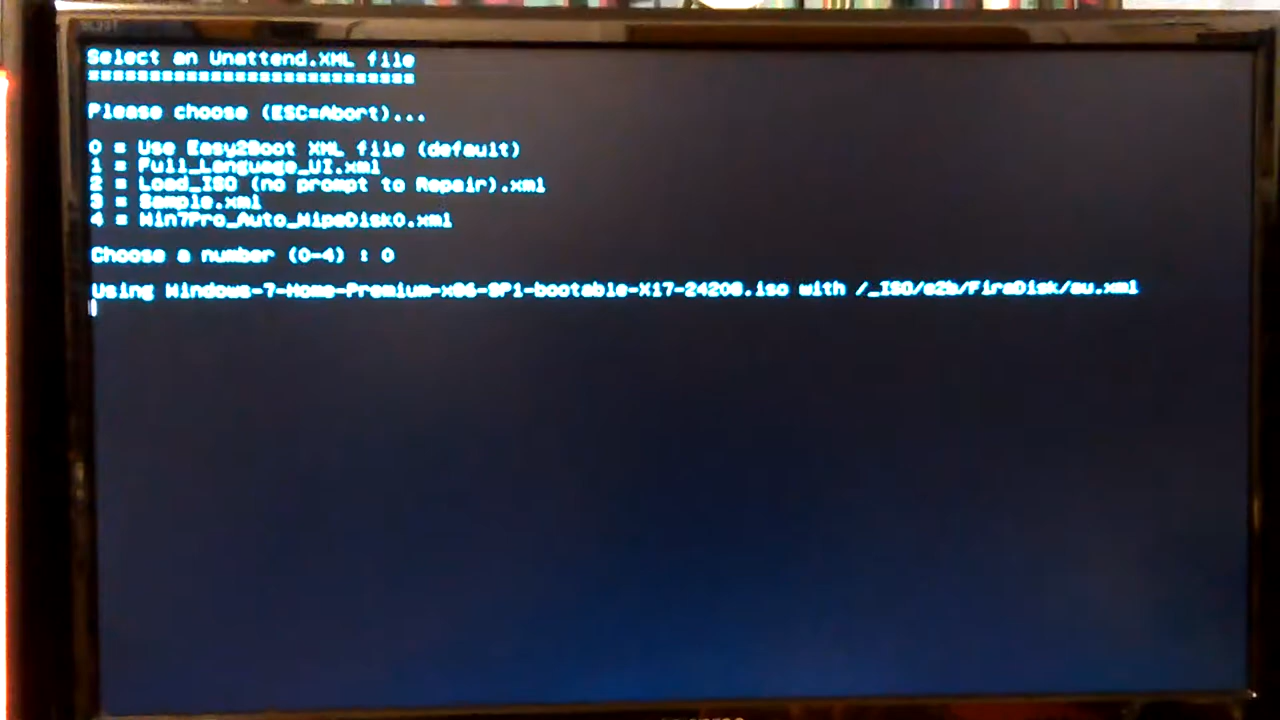 Select an Unattend.XML file
===========================
Please choose (ESC=Abort)...
0 = Use Easy2Boot XML file (default)
1 = Full_Language_UI.xml
2 = Load_ISO (no prompt to Repair).xml
3 = Sample.xml
4 = Win7Pro_Auto_WipeDisk0.xml
Choose a number (0-4) : 0
Using Windows-7-Home-Premium-x86-SP1-bootable-X17-24208.iso with /_ISO/e2b/FiraDisk/au.xml